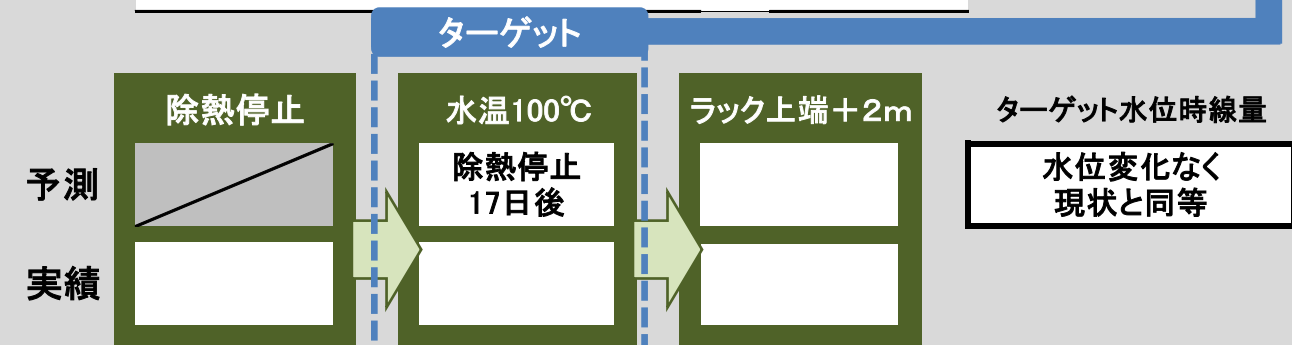 ターゲット
除熱停止
水温100℃
ラック上端+2m
ターゲット水位時線量
予測
除熱停止
17日後
水位変化なく
現状と同等
実績